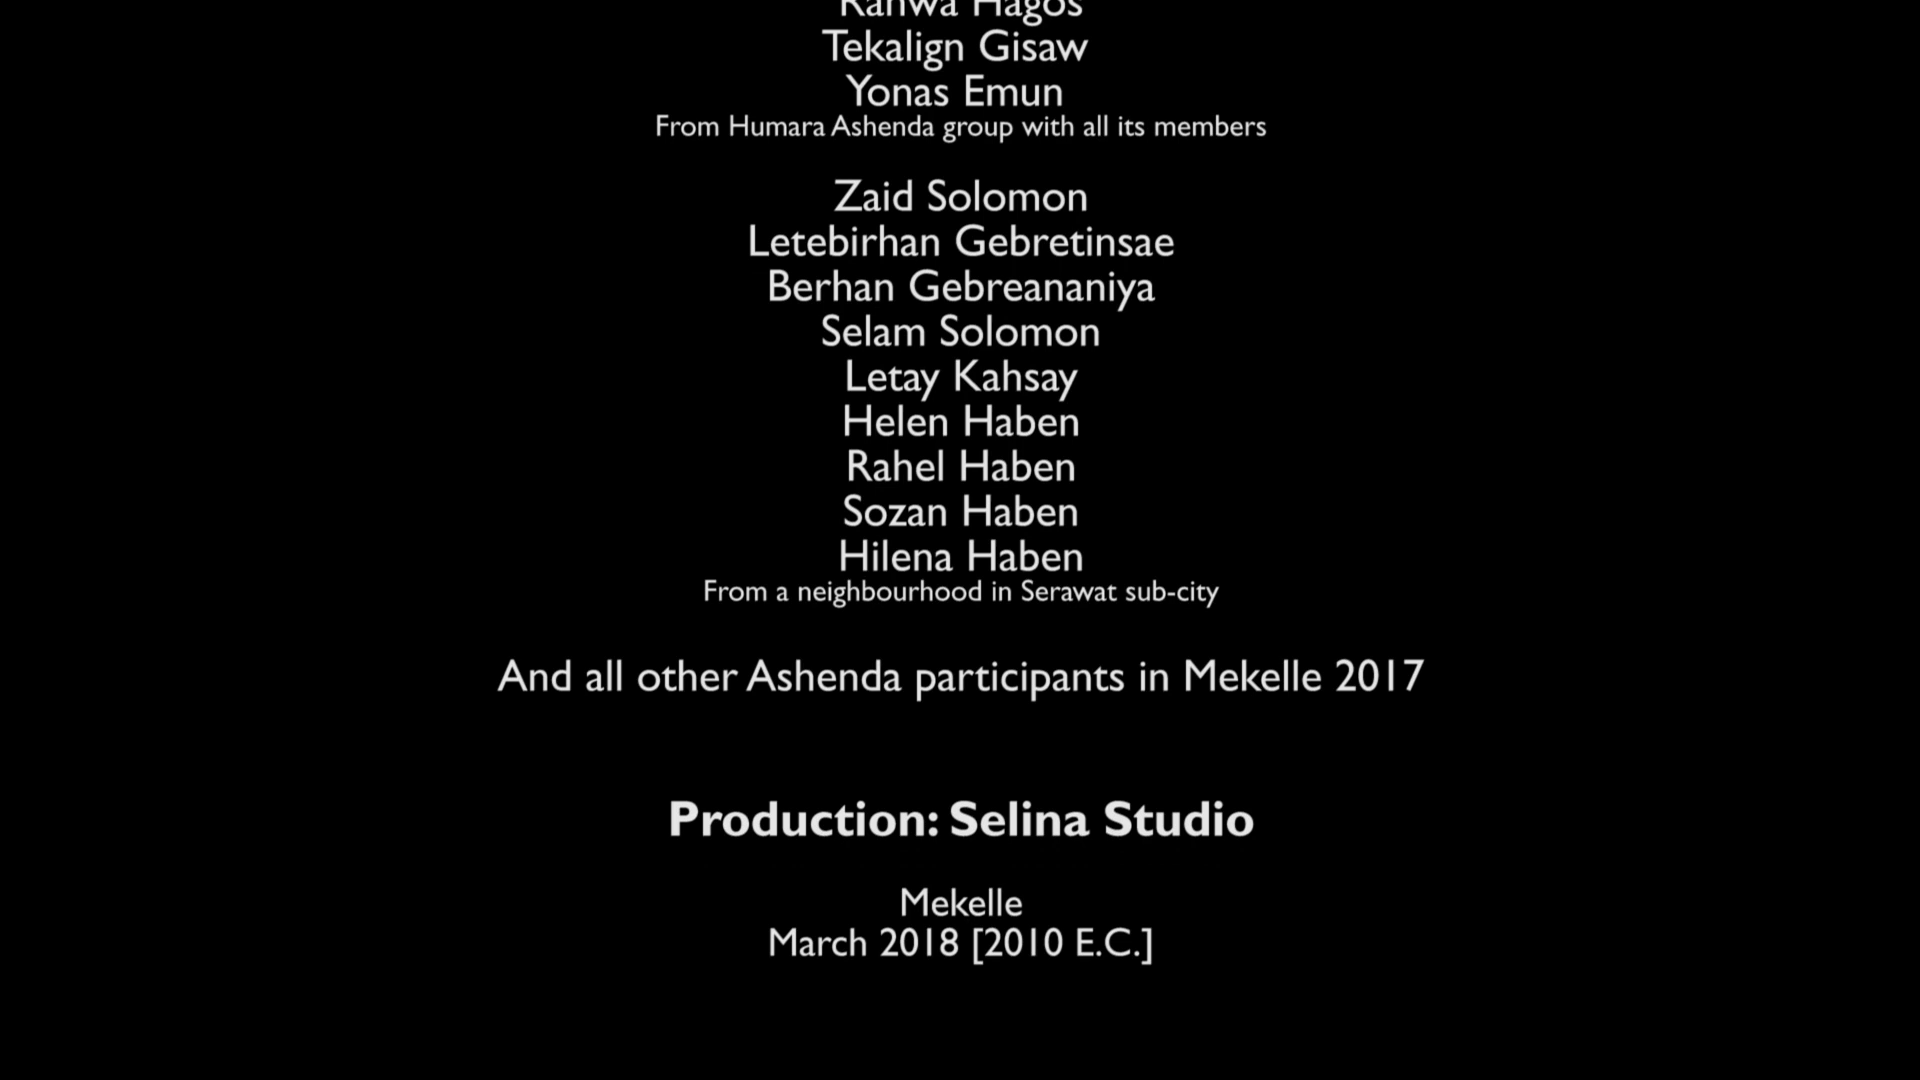 Rahwa Hagos
Tekalign Gisaw
Yonas Emun
From Humara Ashenda group with all its members
Zaid Solomon
Letebirhan Gebretinsae
Berhan Gebreananiya
Selam Solomon
Letay Kahsay
Helen Haben
Rahel Haben
Sozan Haben
Hilena Haben
From a neighbourhood in Serawat sub-city
And all other Ashenda participants in Mekelle 2017
Production: Selina Studio
Mekelle
March 2018 [2010 E.C.]